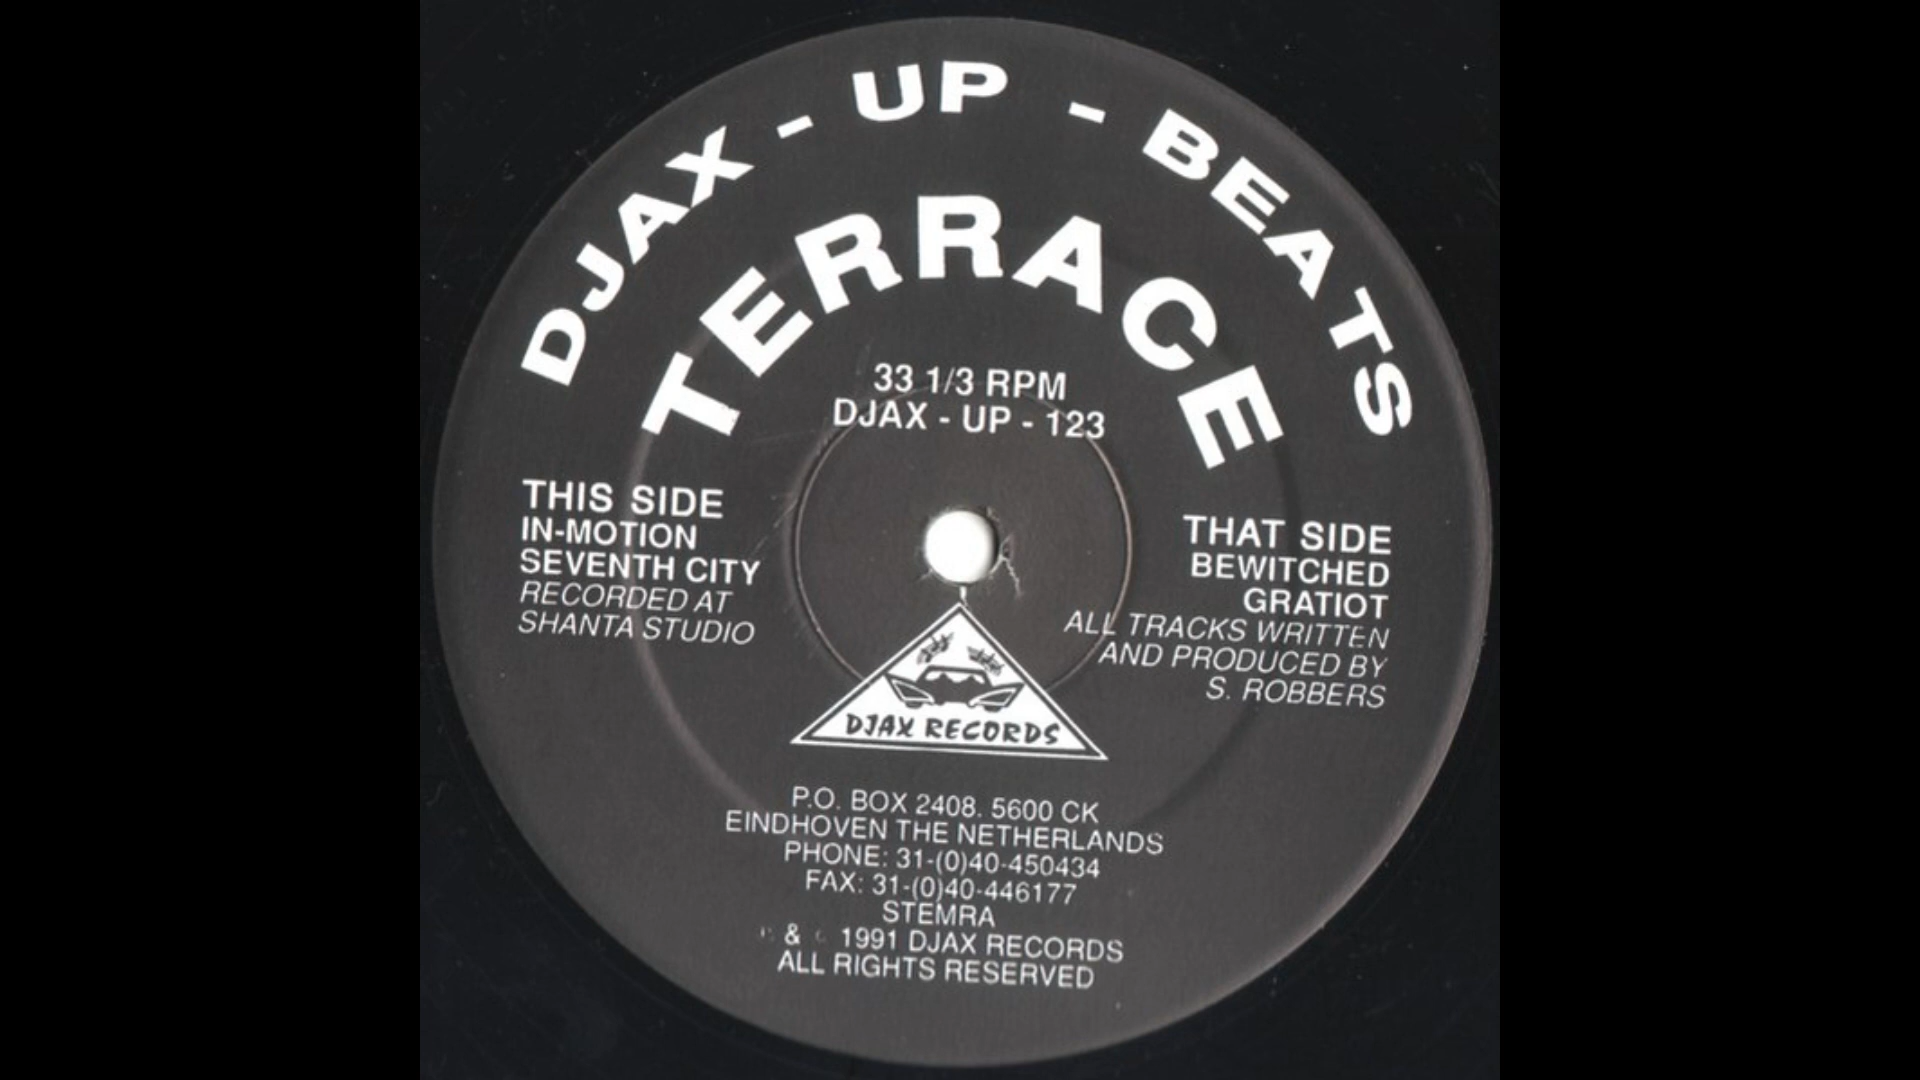 DJAX - UP - BEATS
TERRACE
33 1/3 RPM
DJAX - UP - 123
THIS SIDE
IN-MOTION
SEVENTH CITY
RECORDED AT
SHANTA STUDIO
THAT SIDE
BEWITCHED
GRATIOT
ALL TRACKS WRITTEN
AND PRODUCED BY
S. ROBBERS
DJAX RECORDS
P.O. BOX 2408. 5600 CK
EINDHOVEN THE NETHERLANDS
PHONE: 31-(0)40-450434
FAX: 31-(0)40-446177
STEMRA
& 1991 DJAX RECORDS
ALL RIGHTS RESERVED